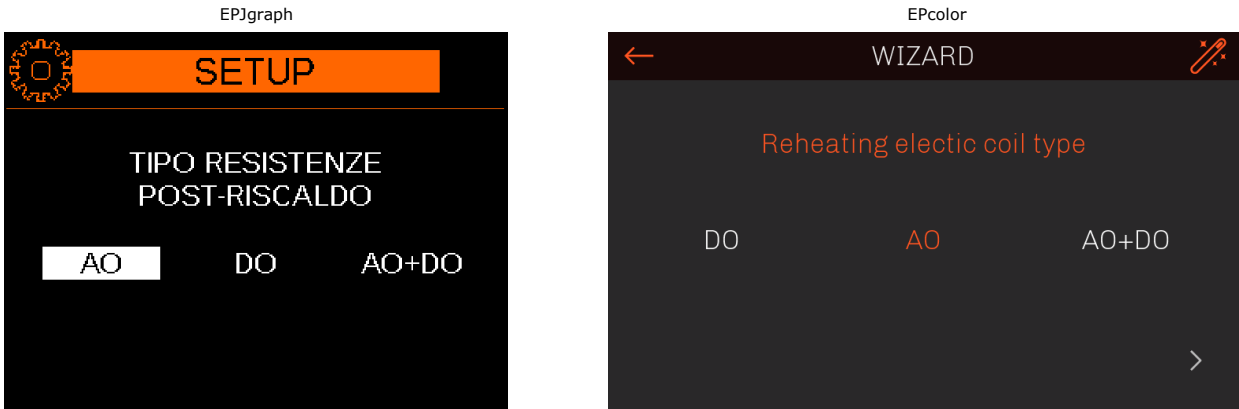 EPJgraph
SETUP
TIPO RESISTENZE
POST-RISCALDO
AO DO AO+DO
EPcolor
WIZARD
Reheating electic coil type
DO AO AO+DO